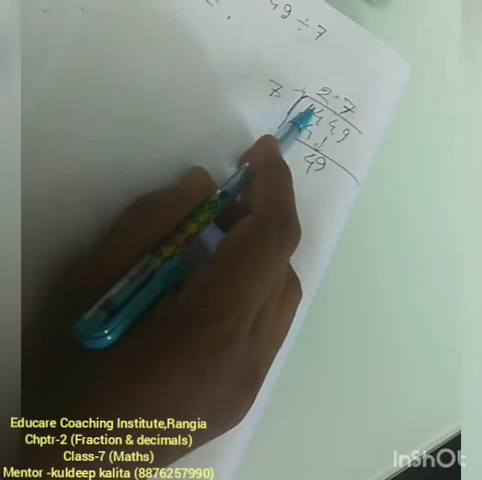 49 ÷ 7
2.7
7
49
49
Educare Coaching Institute,Rangia
Chptr-2 (Fraction & decimals)
Class-7 (Maths)
Mentor -kuldeep kalita (8876257990)
InShOt